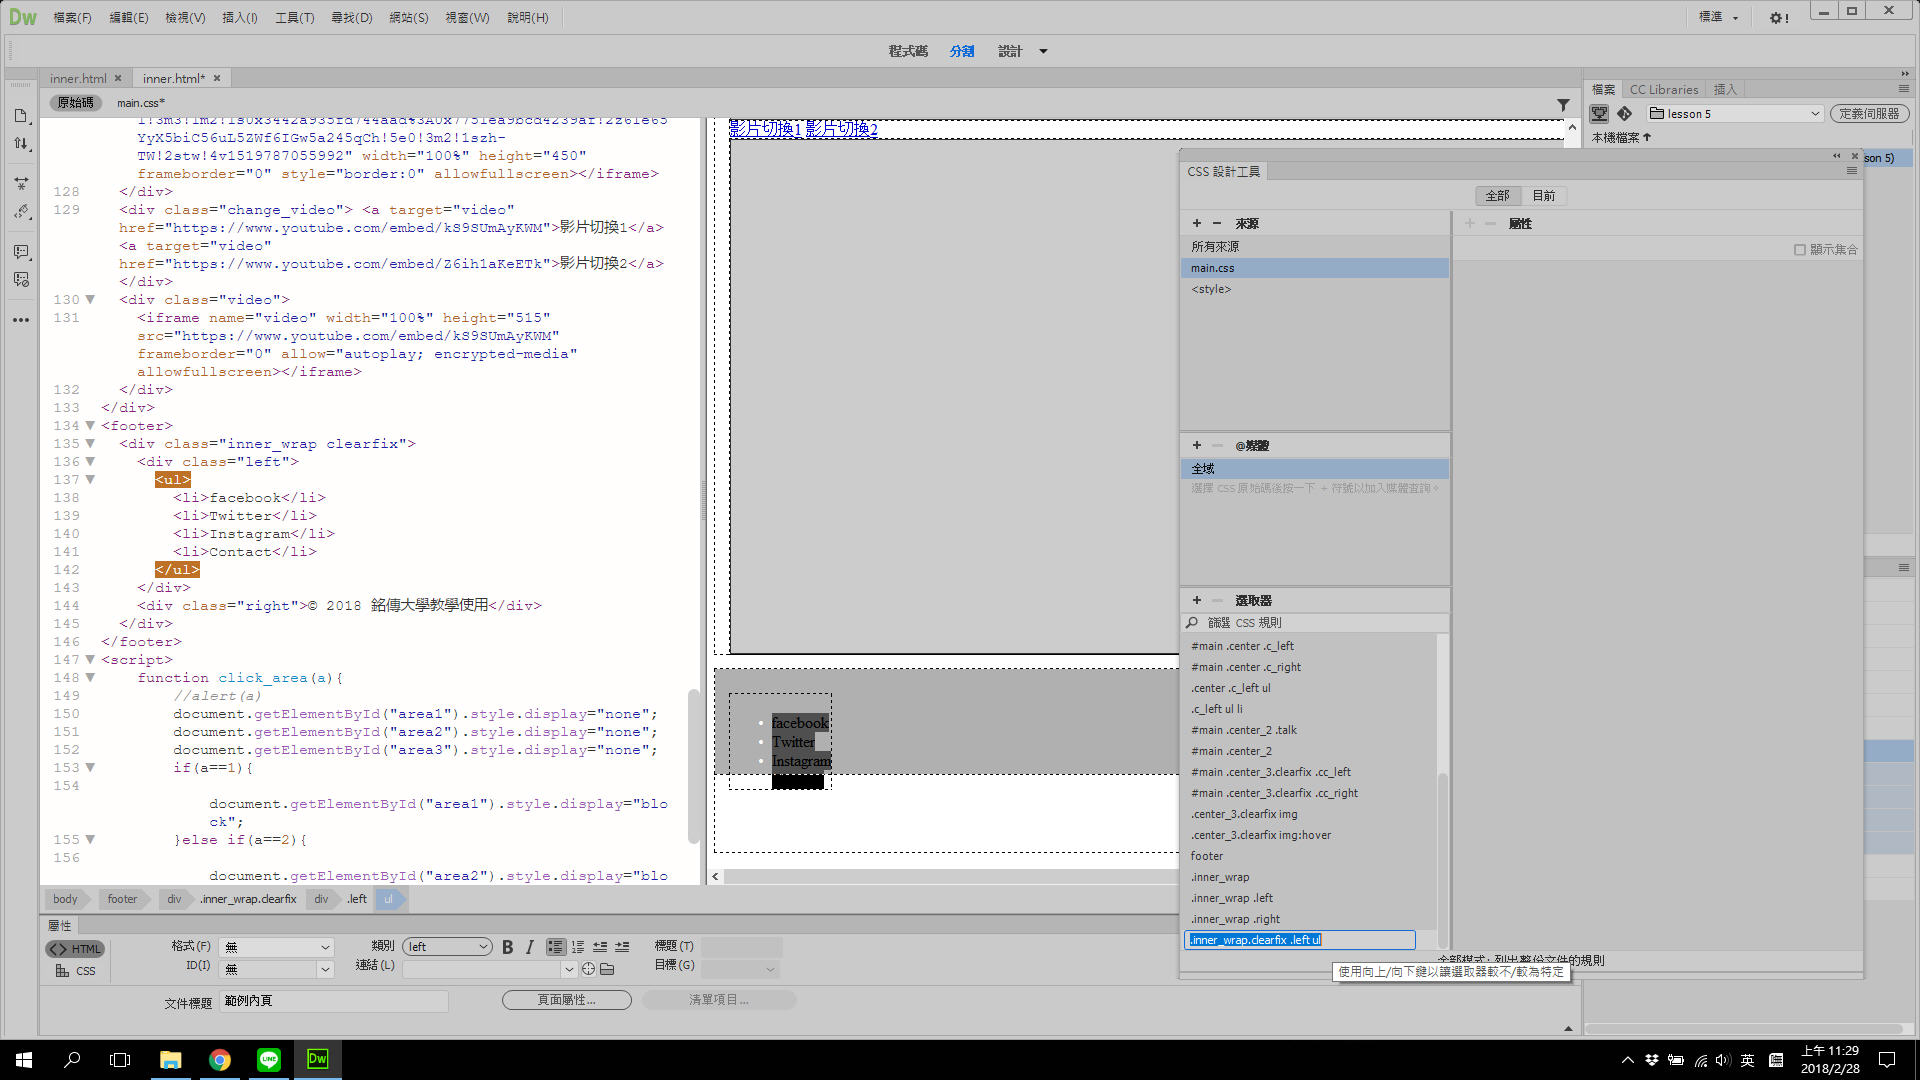 Dw 檔案(F) 編輯(E) 檢視(V) 插入(I) 工具(T) 尋找(D) 網站(S) 視窗(W) 說明(H) 標準
程式碼 分割 設計
inner.html inner.html*
原始碼 main.css*
YyX5biC56uL5ZWf6IGw5a245qCh!5e0!3m2!1szh-
TW!2stw!4v1519787055992" width="100%" height="450"
frameborder="0" style="border:0" allowfullscreen></iframe>
128 </div>
129 <div class="change_video"> <a target="video"
href="https://www.youtube.com/embed/kS9SUmAyKWM">影片切換1</a>
<a target="video"
href="https://www.youtube.com/embed/Z6ih1aKeETk">影片切換2</a>
</div>
130 <div class="video">
131 <iframe name="video" width="100%" height="515"
src="https://www.youtube.com/embed/kS9SUmAyKWM"
frameborder="0" allow="autoplay; encrypted-media"
allowfullscreen></iframe>
132 </div>
133 </div>
134 <footer>
135 <div class="inner_wrap clearfix">
136 <div class="left">
137 <ul>
138 <li>facebook</li>
139 <li>Twitter</li>
140 <li>Instagram</li>
141 <li>Contact</li>
142 </ul>
143 </div>
144 <div class="right">© 2018 銘傳大學教學使用</div>
145 </div>
146 </footer>
147 <script>
148 function click_area(a){
149 //alert(a)
150 document.getElementById("area1").style.display="none";
151 document.getElementById("area2").style.display="none";
152 document.getElementById("area3").style.display="none";
153 if(a==1){
154
document.getElementById("area1").style.display="blo
ck";
155 }else if(a==2){
156
document.getElementById("area2").style.display="blo
影片切換1 影片切換2
facebook
Twitter
Instagram
body footer div .inner_wrap.clearfix div .left ul
屬性
HTML
CSS
格式(F) 無 類別 left B I 標題(T)
ID(I) 無 連結(L) 目標(G)
文件標題 範例內頁 頁面屬性... 清單項目...
CSS 設計工具
全部 目前
+ - 來源
所有來源
main.css
<style>
+ - 屬性
顯示集合
+ - @媒體
全域
選擇 CSS 原始碼後按一下 + 符號以加入媒體查詢。
+ - 選取器
篩選 CSS 規則
#main .center .c_left
#main .center .c_right
.center .c_left ul
.c_left ul li
#main .center_2 .talk
#main .center_2
#main .center_3.clearfix .cc_left
#main .center_3.clearfix .cc_right
.center_3.clearfix img
.center_3.clearfix img:hover
footer
.inner_wrap
.inner_wrap .left
.inner_wrap .right
.inner_wrap.clearfix .left ul
全部模式: 列出整份文件的規則
使用向上/向下鍵以讓選取器較不/較為特定
檔案 CC Libraries 插入
lesson 5 定義伺服器
本機檔案
son 5)
Dw
英
上午 11:29
2018/2/28